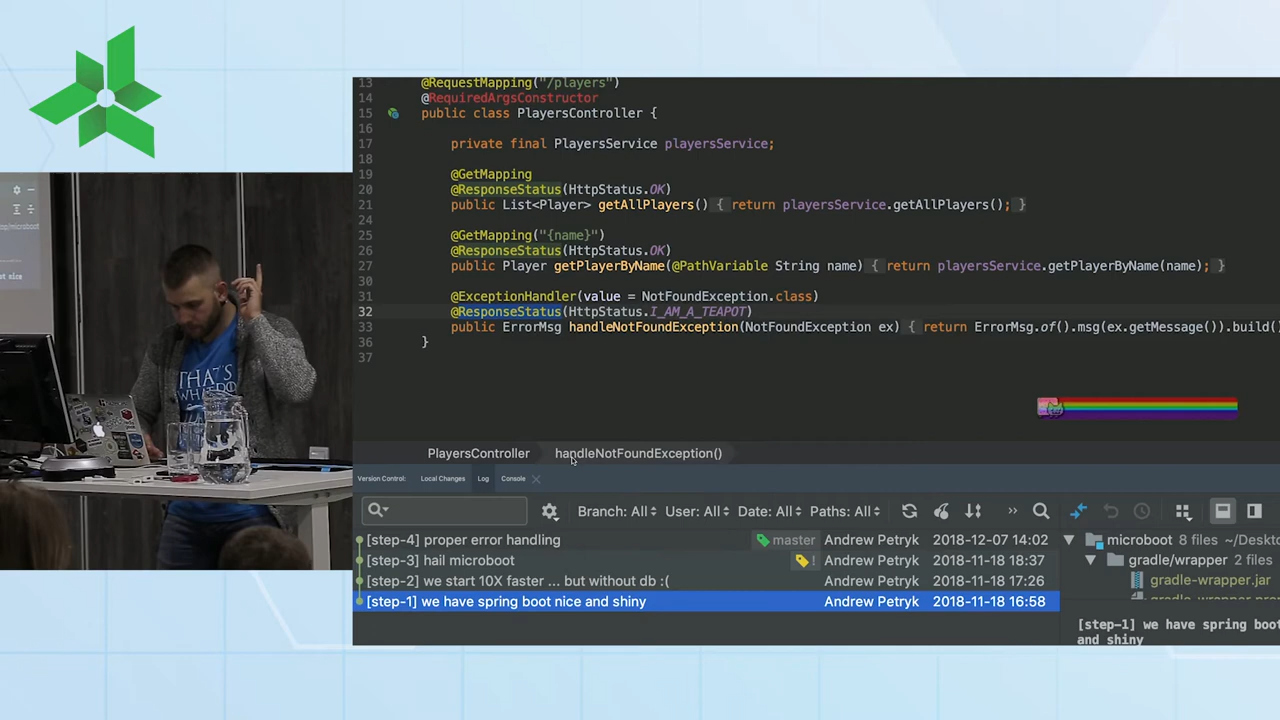 13 @RequestMapping("/players")
14 @RequiredArgsConstructor
15 public class PlayersController {
16
17 private final PlayersService playersService;
18
19 @GetMapping
20 @ResponseStatus(HttpStatus.OK)
21 public List<Player> getAllPlayers() { return playersService.getAllPlayers(); }
24
25 @GetMapping("{name}")
26 @ResponseStatus(HttpStatus.OK)
27 public Player getPlayerByName(@PathVariable String name) { return playersService.getPlayerByName(name); }
30
31 @ExceptionHandler(value = NotFoundException.class)
32 @ResponseStatus(HttpStatus.I_AM_A_TEAPOT)
33 public ErrorMsg handleNotFoundException(NotFoundException ex) { return ErrorMsg.of().msg(ex.getMessage()).build()
36 }
37
PlayersController handleNotFoundException()
Version Control: Local Changes Log Console
Branch: All User: All Date: All Paths: All
[step-4] proper error handling master Andrew Petryk 2018-12-07 14:02
[step-3] hail microboot ! Andrew Petryk 2018-11-18 18:37
[step-2] we start 10X faster ... but without db :( Andrew Petryk 2018-11-18 17:26
[step-1] we have spring boot nice and shiny Andrew Petryk 2018-11-18 16:58
microboot 8 files ~/Deskto
gradle/wrapper 2 files
gradle-wrapper.jar
[step-1] we have spring boo
and shiny
THAT'S